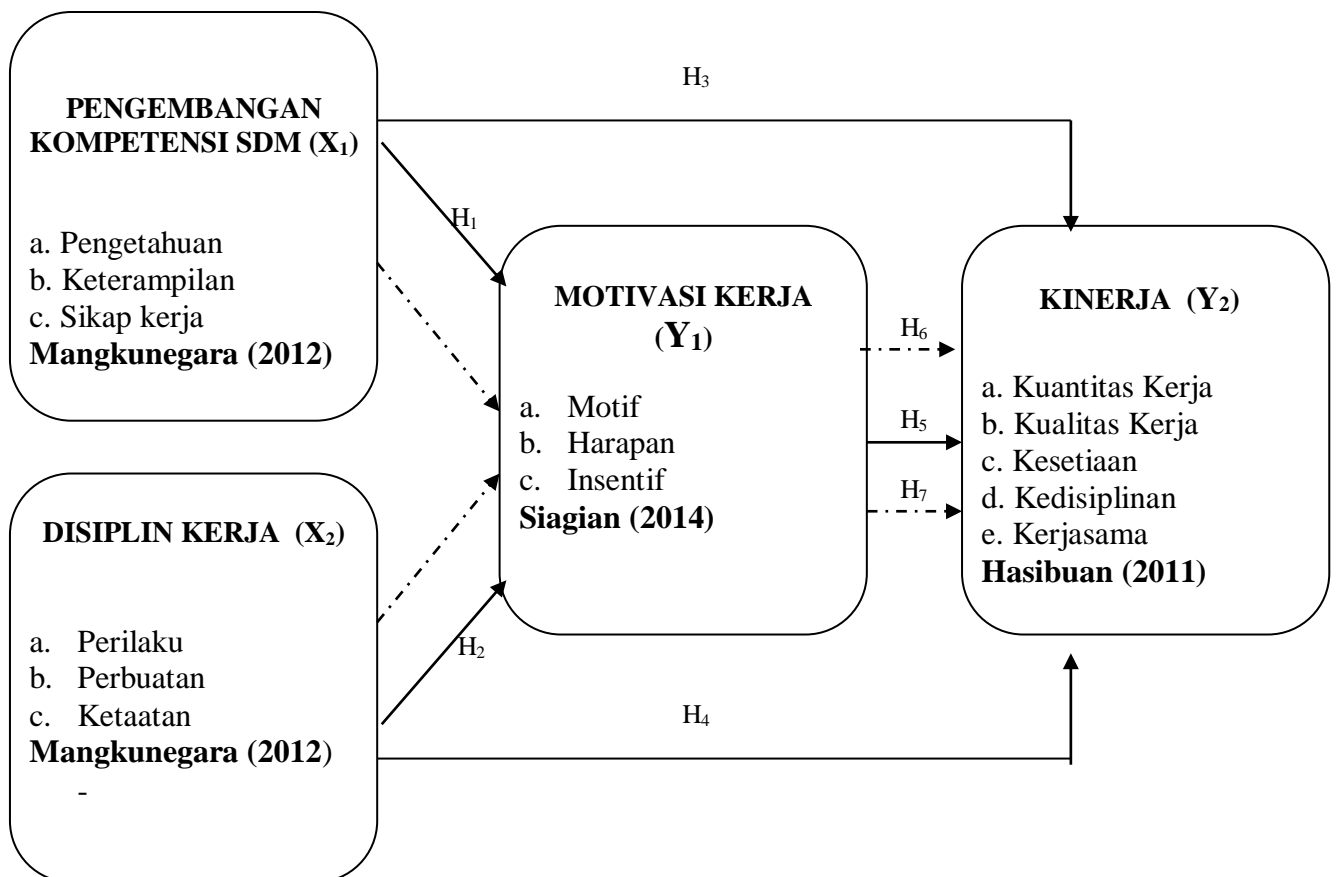 PENGEMBANGAN
KOMPETENSI SDM (X₁)
a. Pengetahuan
b. Keterampilan
c. Sikap kerja
Mangkunegara (2012)
H₃
H₁
MOTIVASI KERJA
(Y₁)
a. Motif
b. Harapan
c. Insentif
Siagian (2014)
H₆
H₅
H₇
KINERJA (Y₂)
a. Kuantitas Kerja
b. Kualitas Kerja
c. Kesetiaan
d. Kedisiplinan
e. Kerjasama
Hasibuan (2011)
DISIPLIN KERJA (X₂)
a. Perilaku
b. Perbuatan
c. Ketaatan
Mangkunegara (2012)
-
H₂
H₄